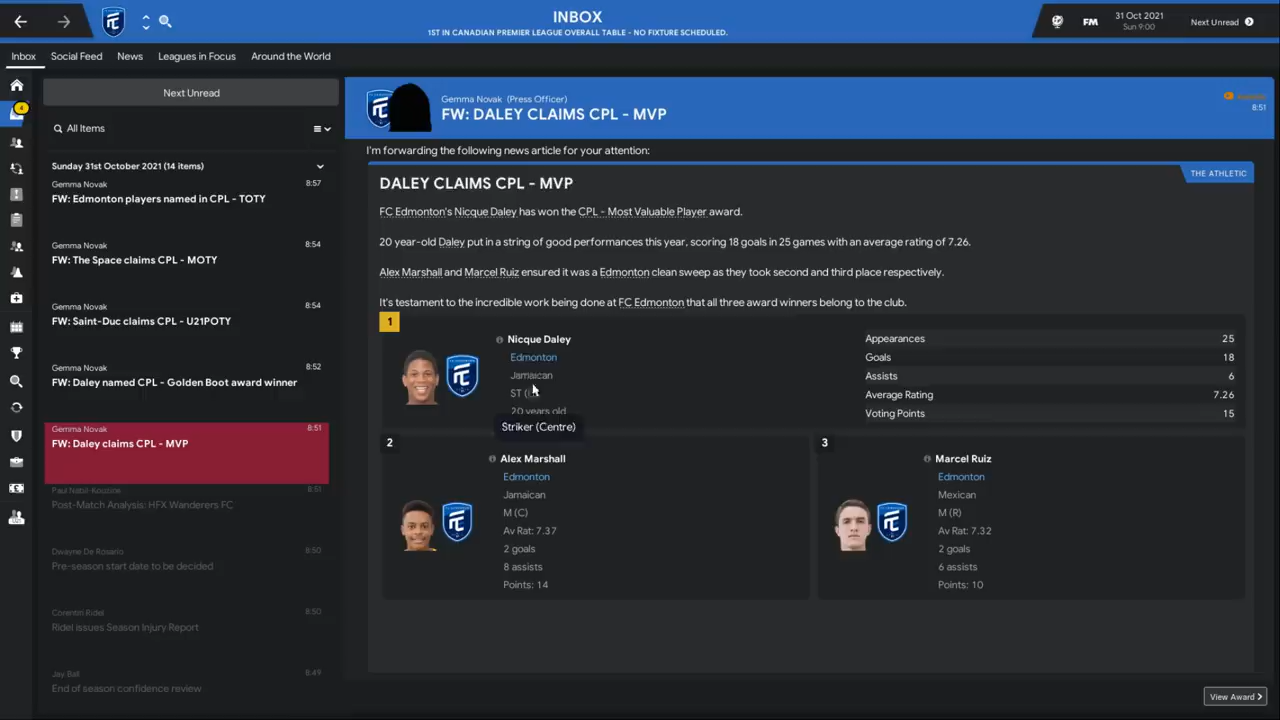 INBOX
1ST IN CANADIAN PREMIER LEAGUE OVERALL TABLE - NO FIXTURE SCHEDULED.
FM
31 Oct 2021
Sun 9:00
Next Unread
Inbox
Social Feed
News
Leagues in Focus
Around the World
4
Next Unread
All Items
Sunday 31st October 2021 (14 items)
Gemma Novak 8:57
FW: Edmonton players named in CPL - TOTY
Gemma Novak 8:54
FW: The Space claims CPL - MOTY
Gemma Novak 8:54
FW: Saint-Duc claims CPL - U21POTY
Gemma Novak 8:52
FW: Daley named CPL - Golden Boot award winner
Gemma Novak 8:51
FW: Daley claims CPL - MVP
Paul Nabil-Koustine 8:51
Post-Match Analysis: HFX Wanderers FC
Dwayne De Rosario 8:50
Pre-season start date to be decided
Corentin Ridel 8:50
Ridel issues Season Injury Report
Jay Ball 8:49
End of season confidence review
Gemma Novak (Press Officer)
FW: DALEY CLAIMS CPL - MVP
8:51
I'm forwarding the following news article for your attention:
DALEY CLAIMS CPL - MVP
THE ATHLETIC
FC Edmonton's Nicque Daley has won the CPL - Most Valuable Player award.
20 year-old Daley put in a string of good performances this year, scoring 18 goals in 25 games with an average rating of 7.26.
Alex Marshall and Marcel Ruiz ensured it was a Edmonton clean sweep as they took second and third place respectively.
It's testament to the incredible work being done at FC Edmonton that all three award winners belong to the club.
1
Nicque Daley
Edmonton
Jamaican
ST
20 years old
Striker (Centre)
Appearances 25
Goals 18
Assists 6
Average Rating 7.26
Voting Points 15
2
Alex Marshall
Edmonton
Jamaican
M (C)
Av Rat: 7.37
2 goals
8 assists
Points: 14
3
Marcel Ruiz
Edmonton
Mexican
M (R)
Av Rat: 7.32
2 goals
6 assists
Points: 10
View Award